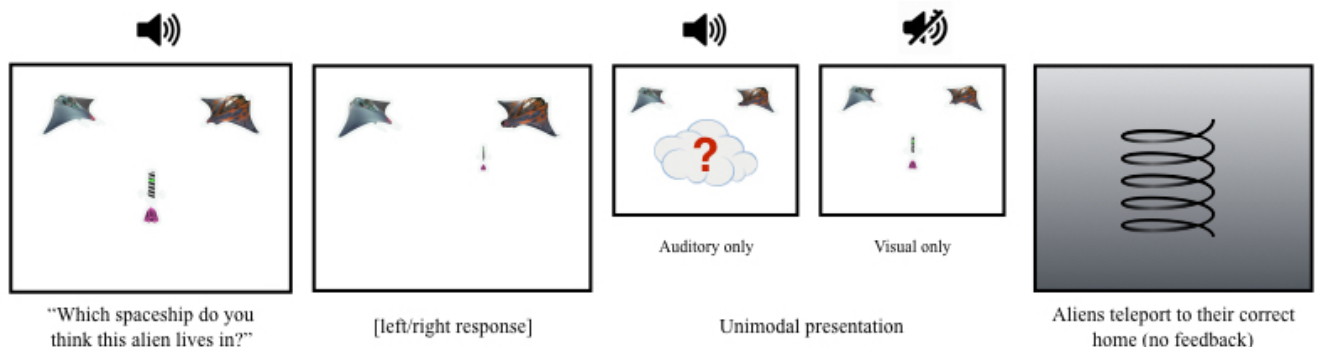 ?
Auditory only
Visual only
“Which spaceship do you
think this alien lives in?”
[left/right response]
Unimodal presentation
Aliens teleport to their correct
home (no feedback)